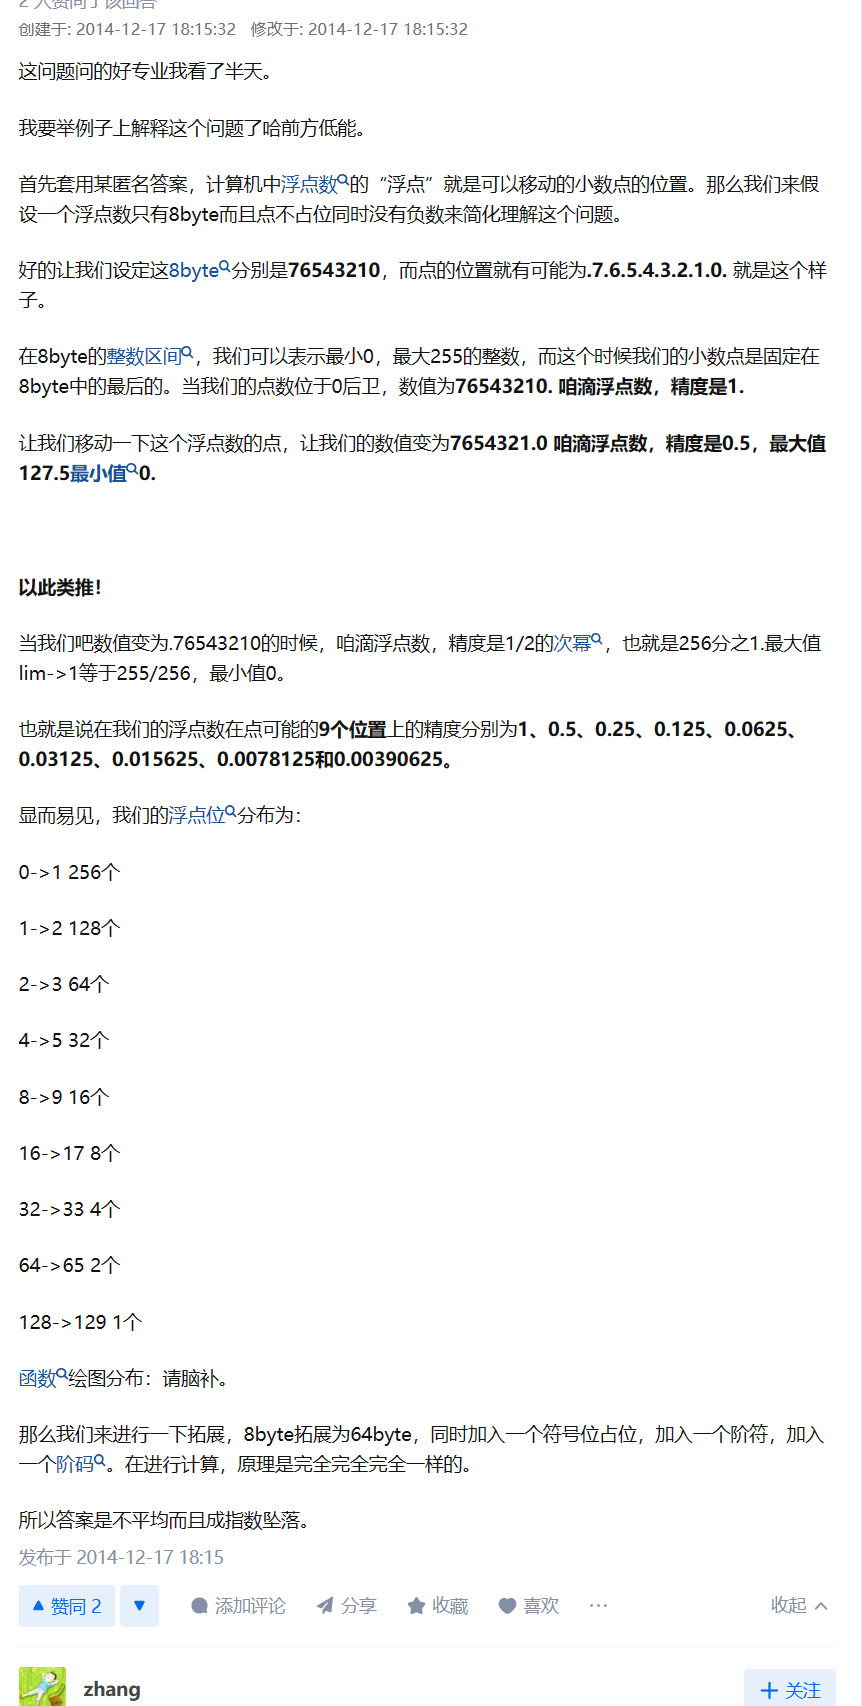 2 人赞同了该回答
创建于: 2014-12-17 18:15:32 修改于: 2014-12-17 18:15:32
这问题问的好专业我看了半天。
我要举例子上解释这个问题了哈前方低能。
首先套用某匿名答案，计算机中浮点数的“浮点”就是可以移动的小数点的位置。那么我们来假
设一个浮点数只有8byte而且点不占位同时没有负数来简化理解这个问题。
好的让我们设定这8byte分别是76543210，而点的位置就有可能为.7.6.5.4.3.2.1.0. 就是这个样
子。
在8byte的整数区间，我们可以表示最小0，最大255的整数，而这个时候我们的小数点是固定在
8byte中的最后的。当我们的点数位于0后卫，数值为76543210. 咱滴浮点数，精度是1.
让我们移动一下这个浮点数的点，让我们的数值变为7654321.0 咱滴浮点数，精度是0.5，最大值
127.5最小值0.
以此类推！
当我们吧数值变为.76543210的时候，咱滴浮点数，精度是1/2的次幂，也就是256分之1.最大值
lim->1等于255/256，最小值0。
也就是说在我们的浮点数在点可能的9个位置上的精度分别为1、0.5、0.25、0.125、0.0625、
0.03125、0.015625、0.0078125和0.00390625。
显而易见，我们的浮点位分布为：
0->1 256个
1->2 128个
2->3 64个
4->5 32个
8->9 16个
16->17 8个
32->33 4个
64->65 2个
128->129 1个
函数绘图分布：请脑补。
那么我们来进行一下拓展，8byte拓展为64byte，同时加入一个符号位占位，加入一个阶符，加入
一个阶码。在进行计算，原理是完全完全完全一样的。
所以答案是不平均而且成指数坠落。
发布于 2014-12-17 18:15
赞同 2 添加评论 分享 收藏 喜欢 ··· 收起
zhang 关注